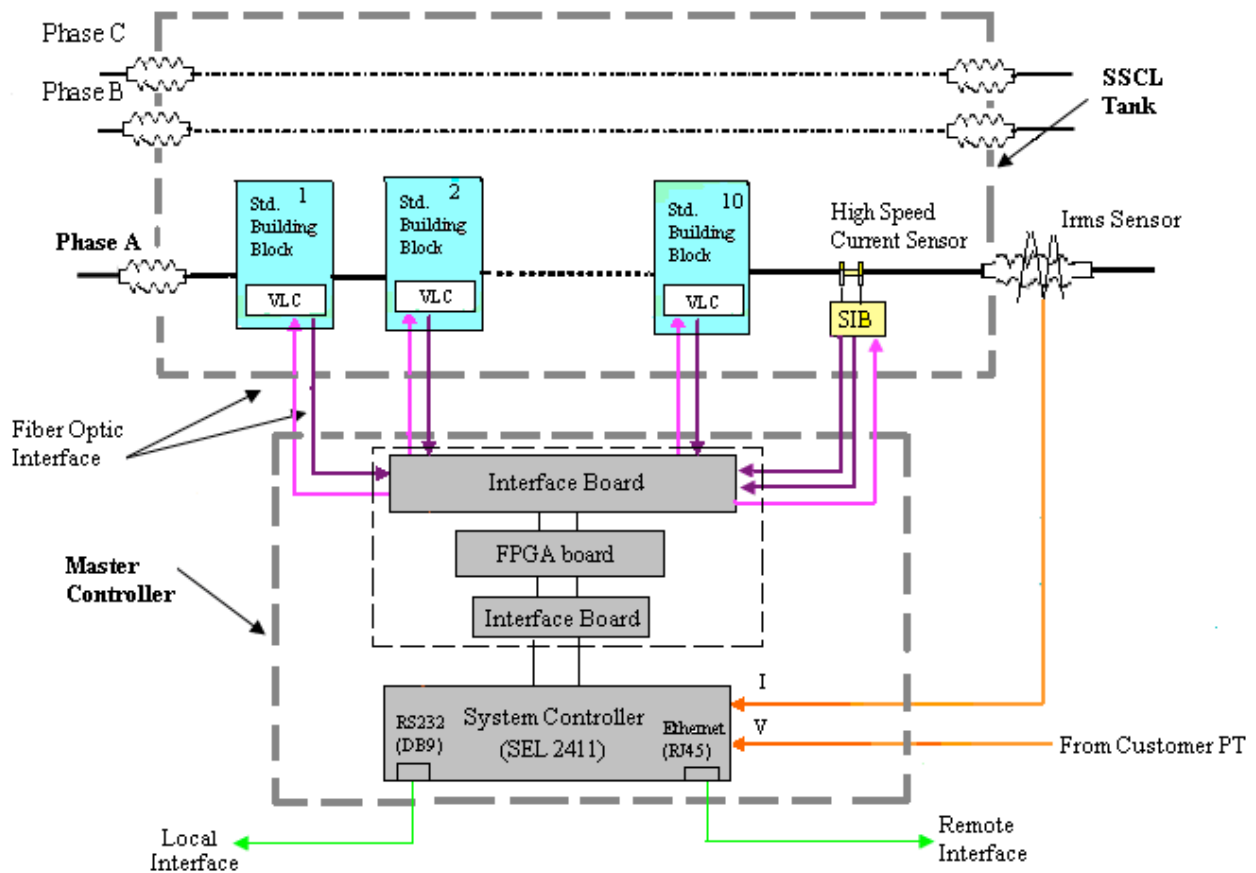 Phase C
Phase B
SSCL
Tank
1
Std.
Building
Block
VLC
2
Std.
Building
Block
VLC
10
Std.
Building
Block
VLC
High Speed
Current Sensor
SIB
Irms Sensor
Phase A
Fiber Optic
Interface
Interface Board
FPGA board
Interface Board
Master
Controller
I
V
System Controller
(SEL 2411)
RS232
(DB9)
Ethernet
(RJ45)
From Customer PT
Local
Interface
Remote
Interface